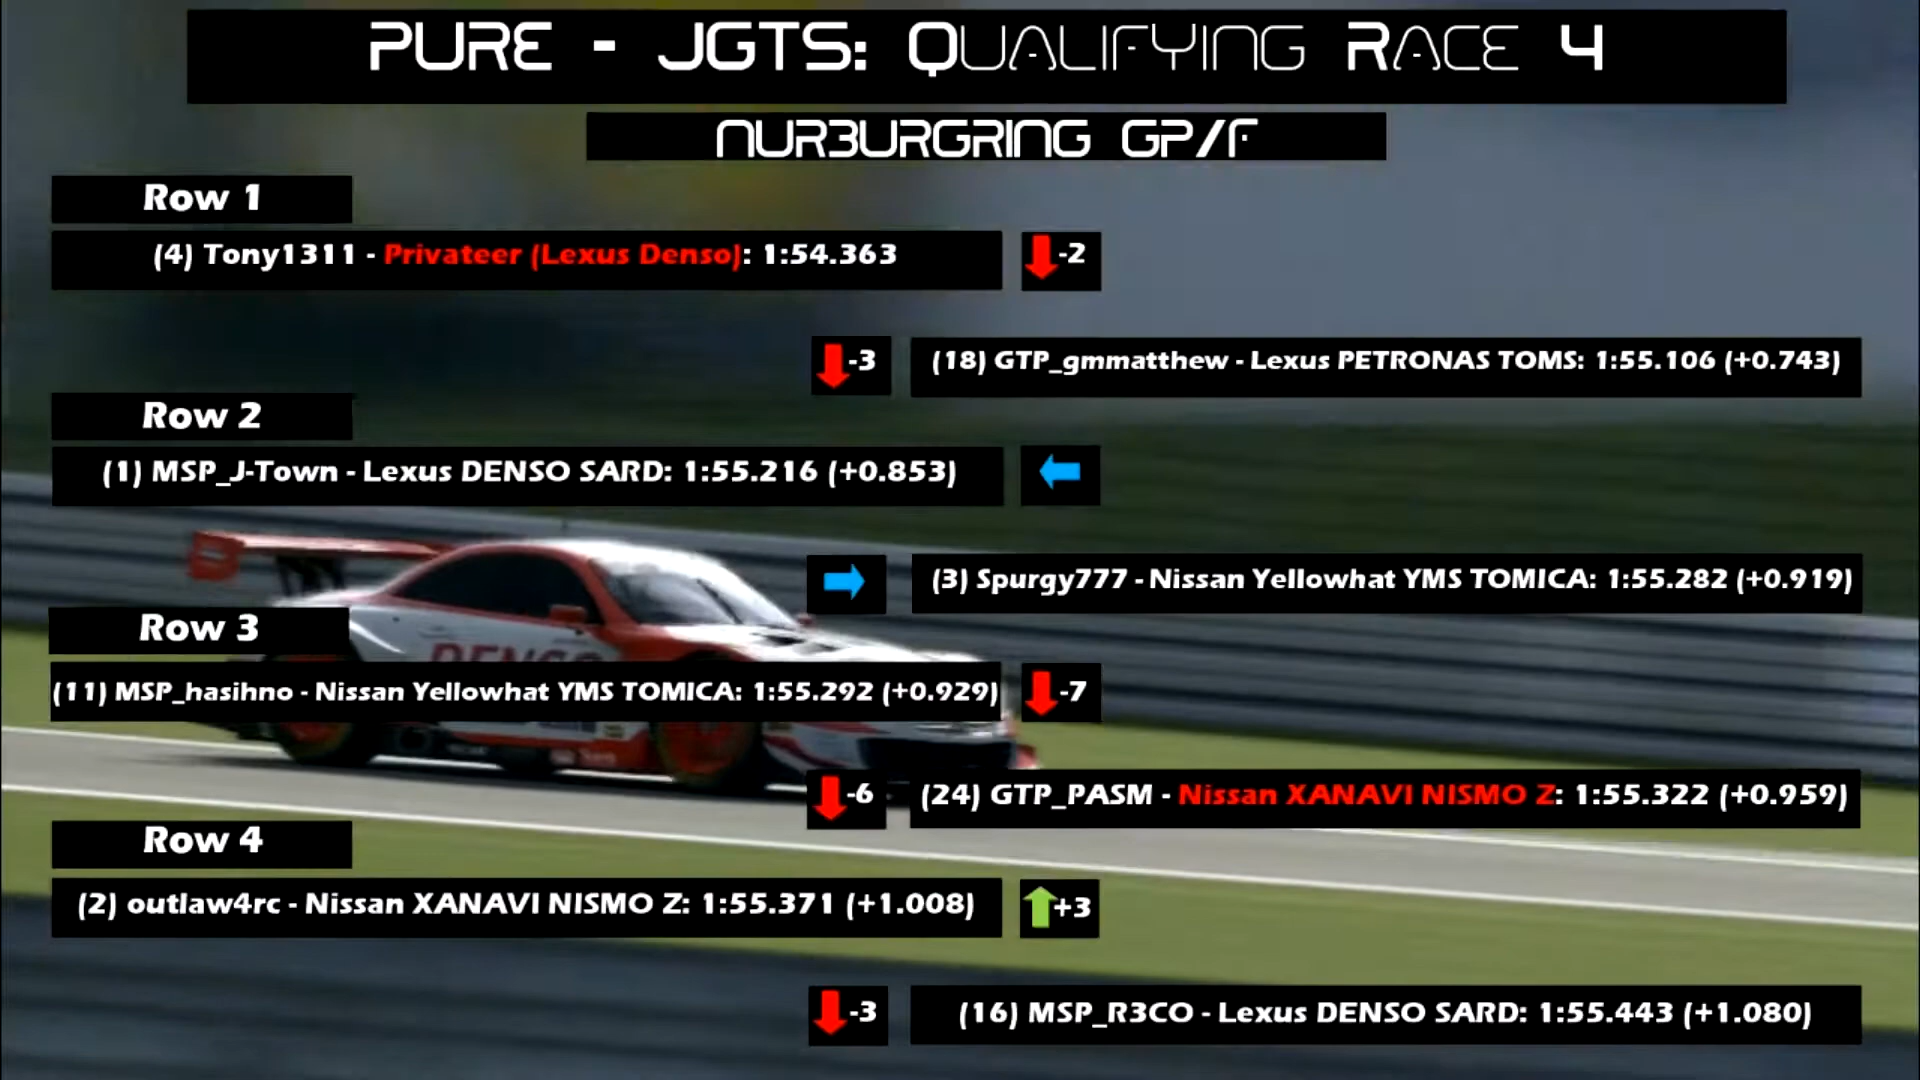 PURE - JGTS: QUALIFYING RACE 4
NURBURGRING GP/F
Row 1
(4) Tony1311 - Privateer (Lexus Denso): 1:54.363
-2
-3
(18) GTP_gmmatthew - Lexus PETRONAS TOMS: 1:55.106 (+0.743)
Row 2
(1) MSP_J-Town - Lexus DENSO SARD: 1:55.216 (+0.853)
(3) Spurgy777 - Nissan Yellowhat YMS TOMICA: 1:55.282 (+0.919)
Row 3
DENSO
(11) MSP_hasihno - Nissan Yellowhat YMS TOMICA: 1:55.292 (+0.929)
-7
-6
(24) GTP_PASM - Nissan XANAVI NISMO Z: 1:55.322 (+0.959)
Row 4
(2) outlaw4rc - Nissan XANAVI NISMO Z: 1:55.371 (+1.008)
+3
-3
(16) MSP_R3CO - Lexus DENSO SARD: 1:55.443 (+1.080)